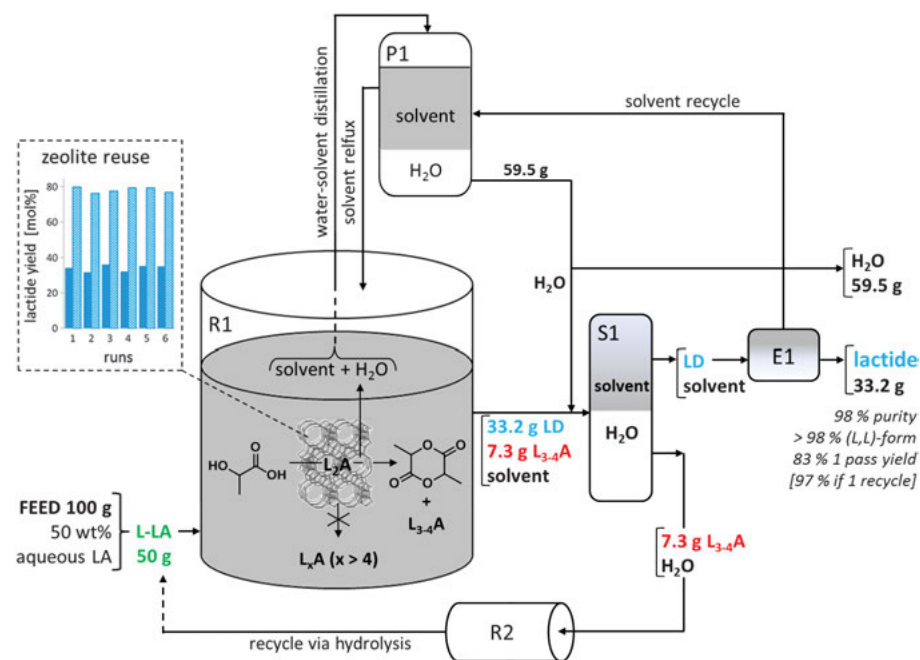 P1
solvent
H2O
water-solvent distillation
solvent relfux
solvent recycle
59.5 g
H2O
H2O
59.5 g
zeolite reuse
lactide yield [mol%]
80
60
40
20
0
1 2 3 4 5 6
runs
R1
solvent + H2O
HO
O
OH
L2A
O
O
O
O
+
L3-4A
LxA (x > 4)
FEED 100 g
50 wt%
aqueous LA
L-LA
50 g
33.2 g LD
7.3 g L3-4A
solvent
S1
solvent
H2O
LD
solvent
E1
lactide
33.2 g
98 % purity
> 98 % (L,L)-form
83 % 1 pass yield
[97 % if 1 recycle]
7.3 g L3-4A
H2O
R2
recycle via hydrolysis